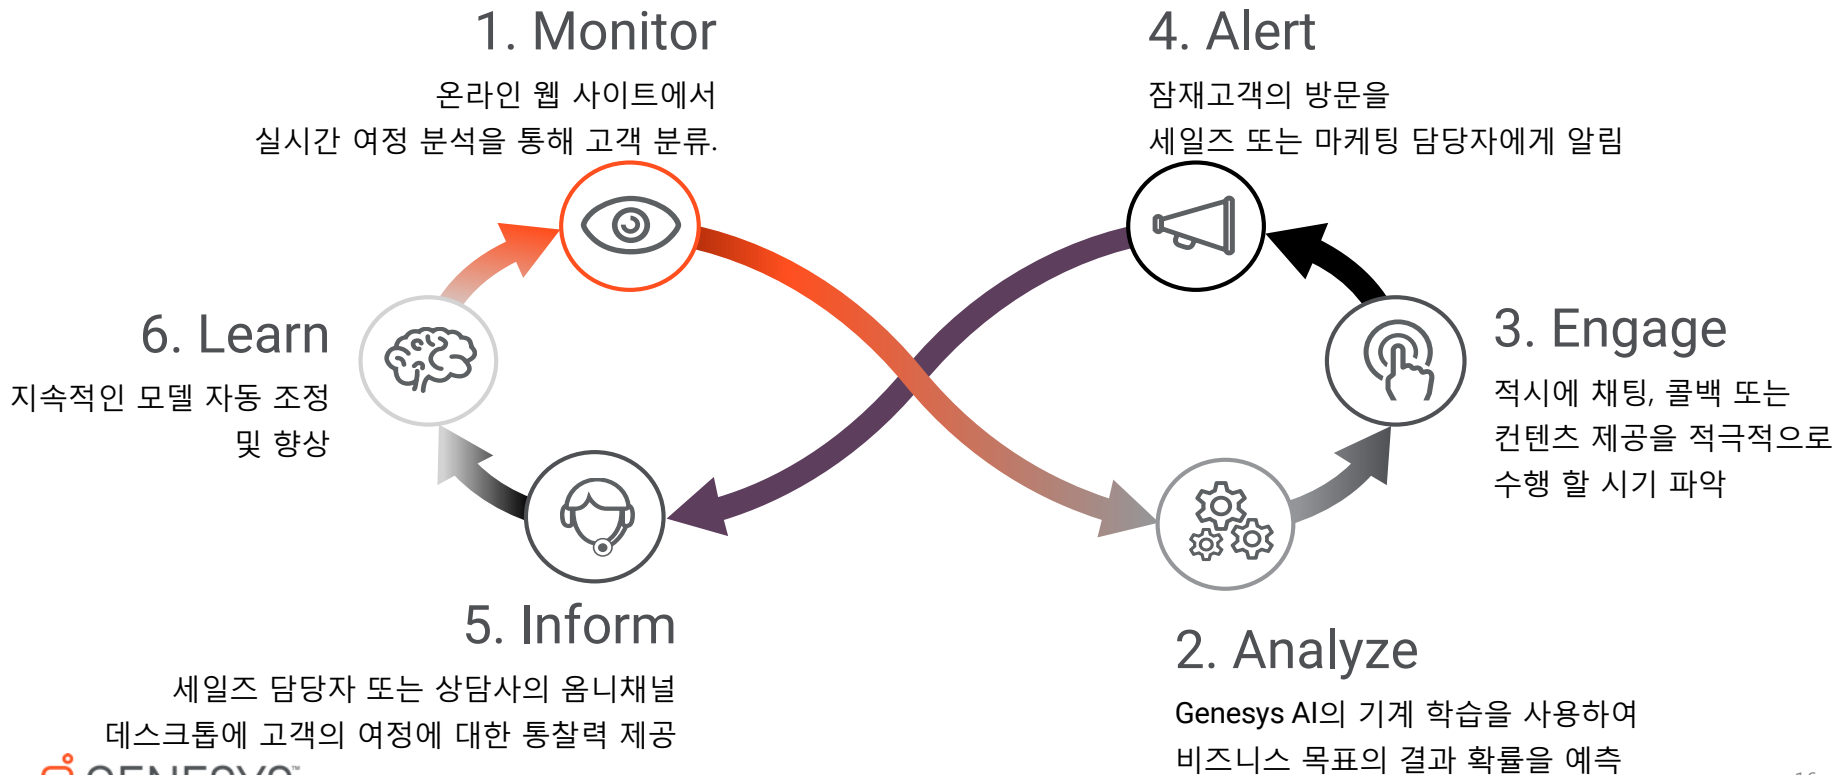 1. Monitor
온라인 웹 사이트에서
실시간 여정 분석을 통해 고객 분류.
4. Alert
잠재고객의 방문을
세일즈 또는 마케팅 담당자에게 알림
6. Learn
지속적인 모델 자동 조정
및 향상
3. Engage
적시에 채팅, 콜백 또는
컨텐츠 제공을 적극적으로
수행 할 시기 파악
5. Inform
세일즈 담당자 또는 상담사의 옴니채널
데스크톱에 고객의 여정에 대한 통찰력 제공
2. Analyze
Genesys AI의 기계 학습을 사용하여
비즈니스 목표의 결과 확률을 예측
GENESYS™